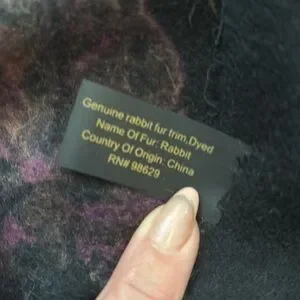 Genuine rabbit fur trim,Dyed
Name Of Fur: Rabbit
Country Of Origin: China
RN# 98629